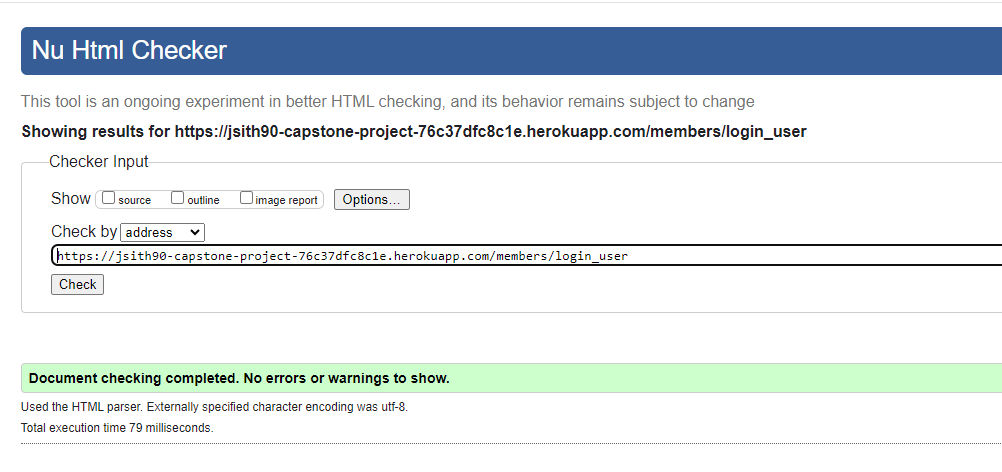 Nu Html Checker
This tool is an ongoing experiment in better HTML checking, and its behavior remains subject to change
Showing results for https://jsith90-capstone-project-76c37dfc8c1e.herokuapp.com/members/login_user
Checker Input
Show source outline image report Options...
Check by address
https://jsith90-capstone-project-76c37dfc8c1e.herokuapp.com/members/login_user
Check
Document checking completed. No errors or warnings to show.
Used the HTML parser. Externally specified character encoding was utf-8.
Total execution time 79 milliseconds.